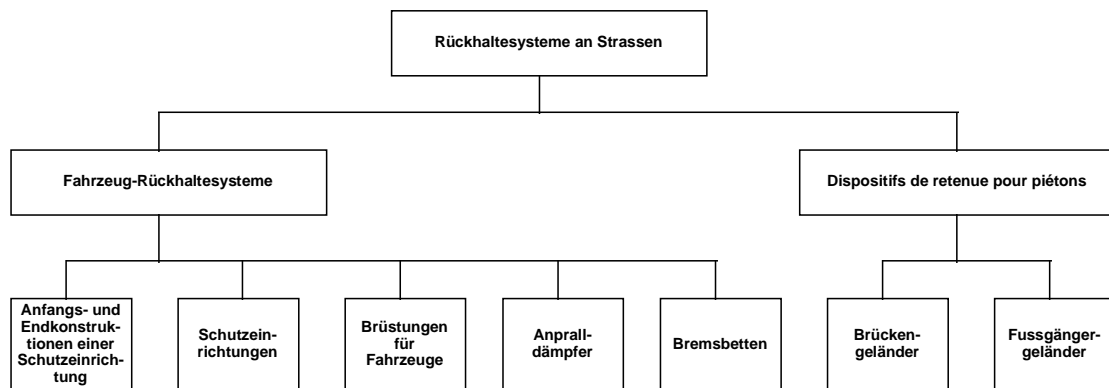 Rückhaltesysteme an Strassen
Fahrzeug-Rückhaltesysteme
Dispositifs de retenue pour piétons
Anfangs- und
Endkonstruk-
tionen einer
Schutzeinrich-
tung
Schutzein-
richtungen
Brüstungen
für
Fahrzeuge
Anprall-
dämpfer
Bremsbetten
Brücken-
geländer
Fussgänger-
geländer